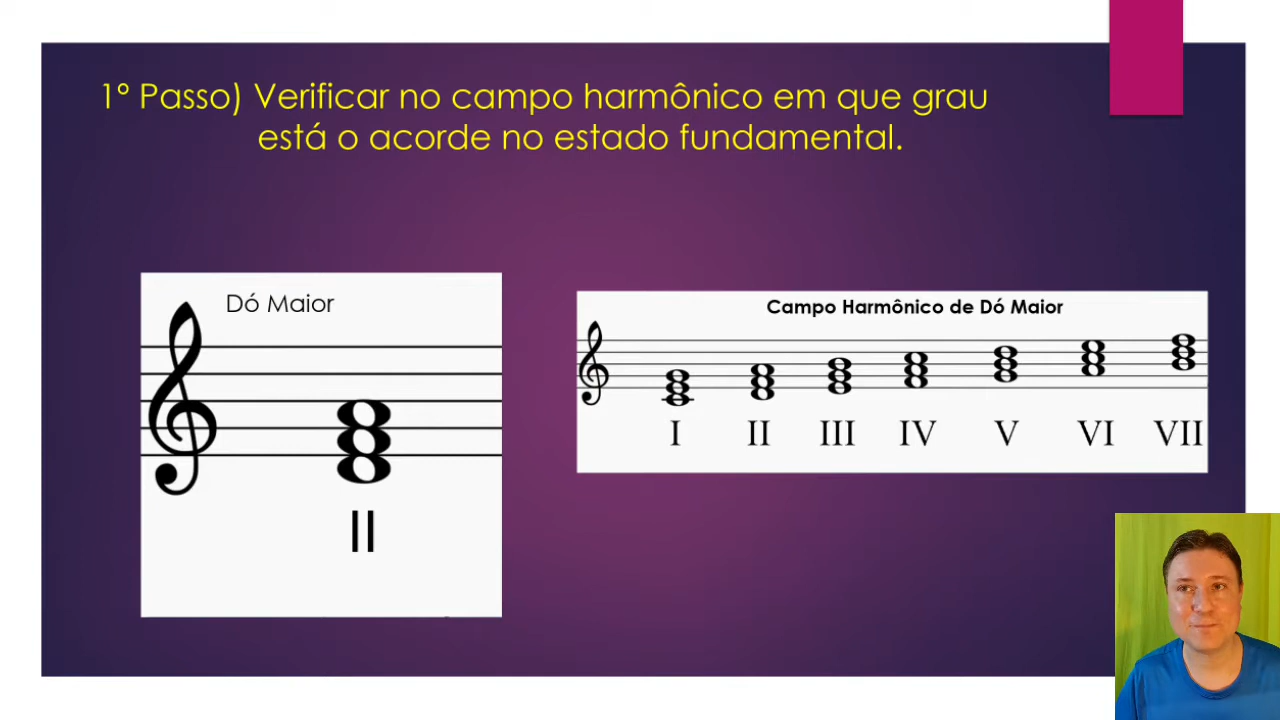 1º Passo) Verificar no campo harmônico em que grau
está o acorde no estado fundamental.
Dó Maior
II
Campo Harmônico de Dó Maior
I II III IV V VI VII